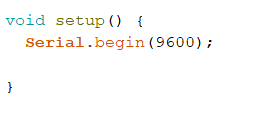 void setup() {
  Serial.begin(9600);
}